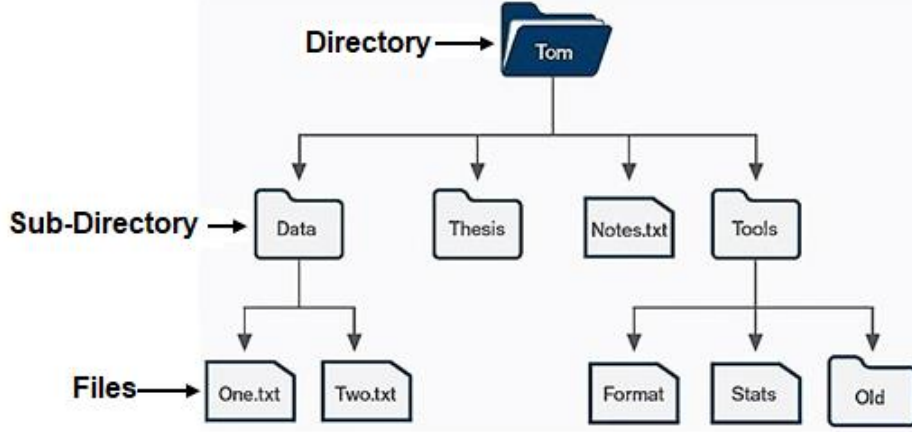 Directory
Tom
Sub-Directory
Data
Thesis
Notes.txt
Tools
Files
One.txt
Two.txt
Format
Stats
Old